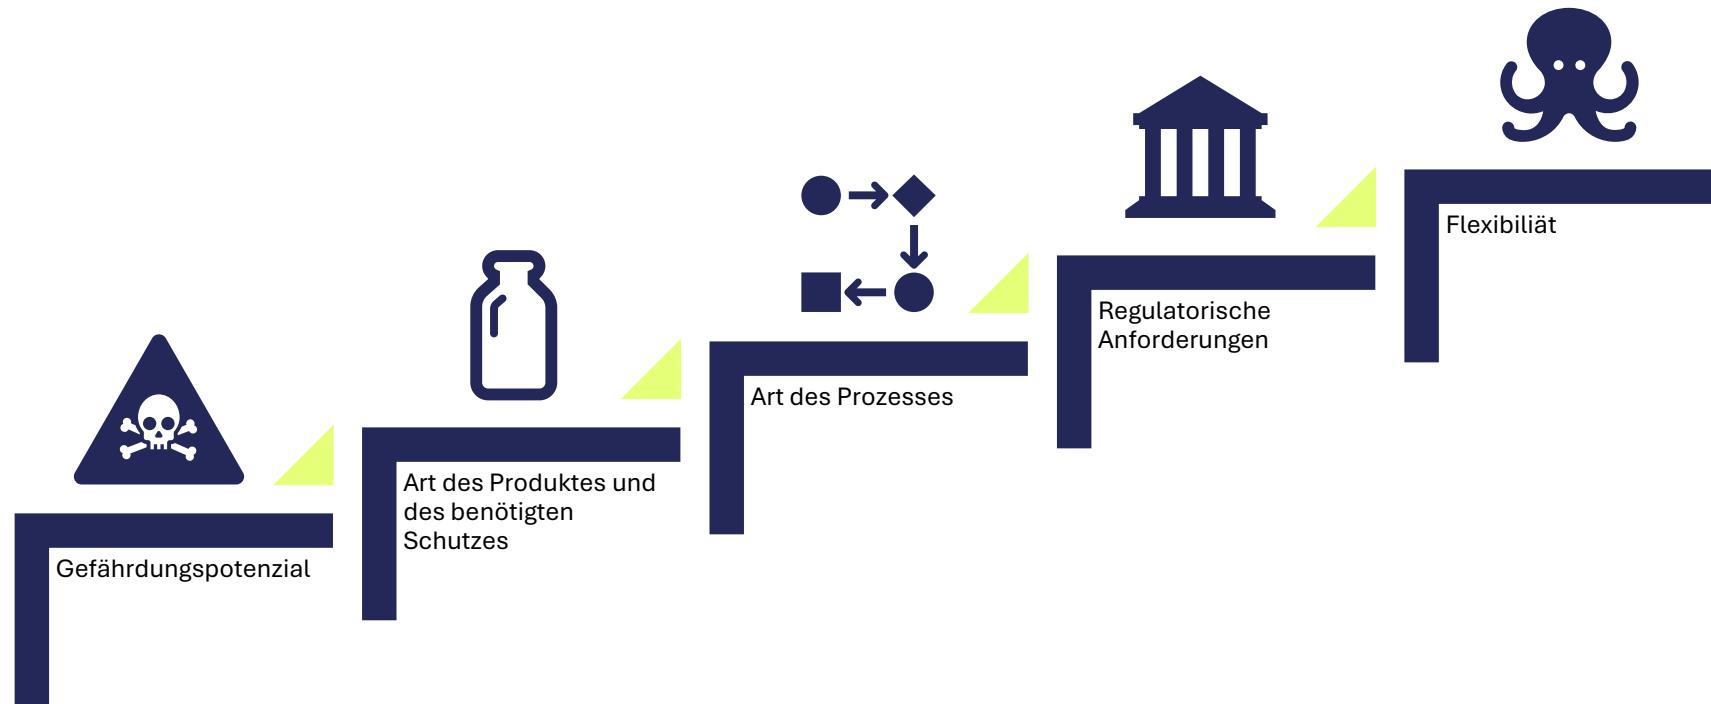 Gefährdungspotenzial
Art des Produktes und
des benötigten
Schutzes
Art des Prozesses
Regulatorische
Anforderungen
Flexibiliät